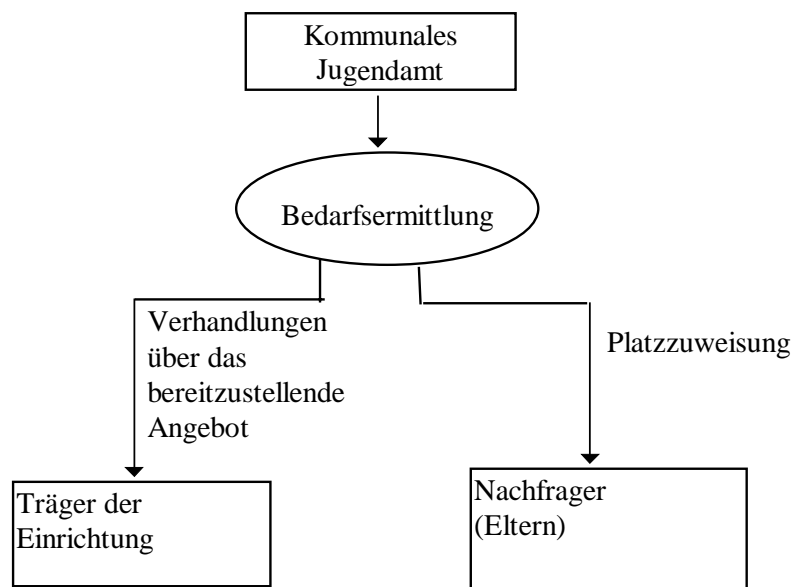 Kommunales
Jugendamt
Bedarfsermittlung
Verhandlungen
über das
bereitzustellende
Angebot
Platzzuweisung
Träger der
Einrichtung
Nachfrager
(Eltern)